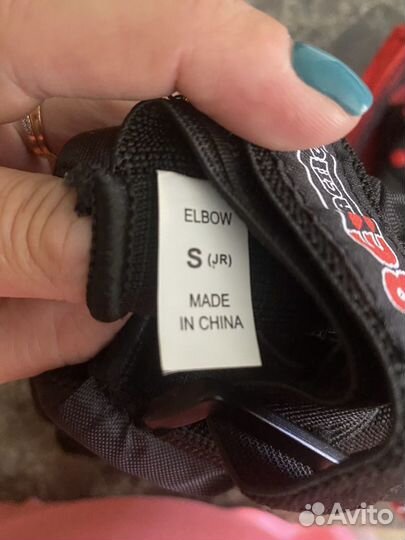 ELBOW
S (JR)
MADE
IN CHINA
Avito